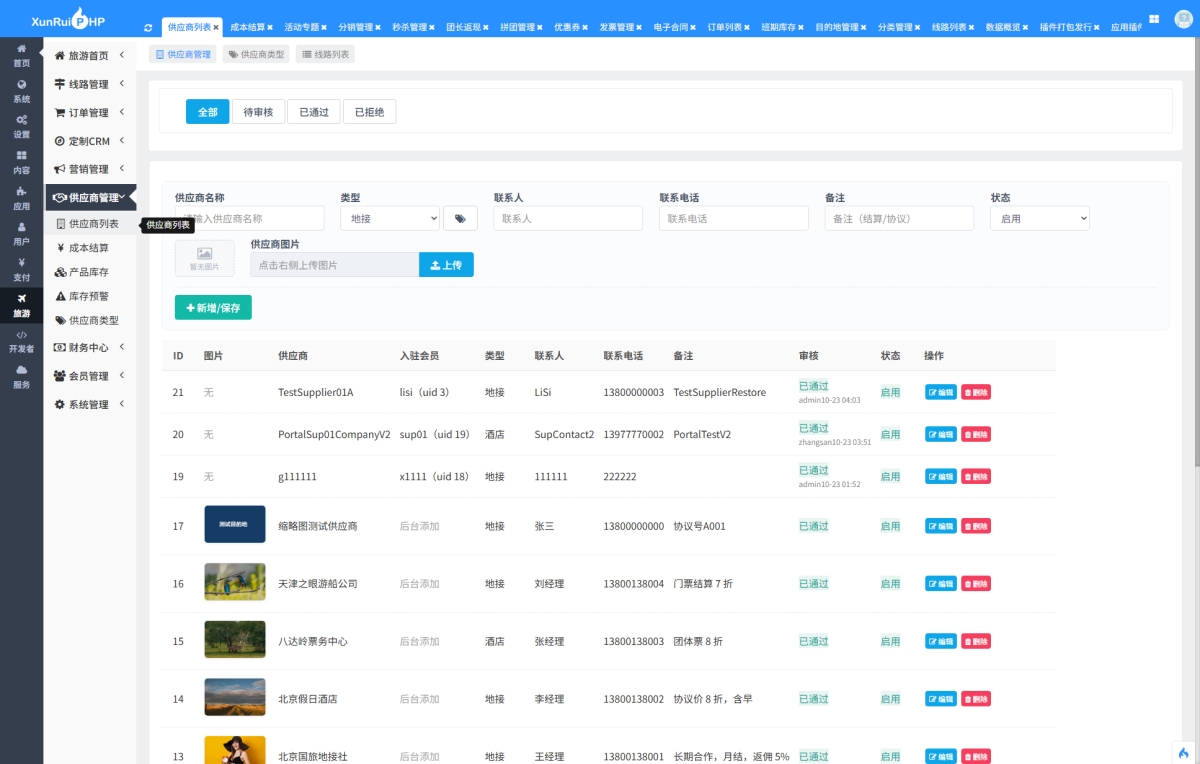 XunRuiPHP
供应商列表 成本结算 活动专题 分销管理 秒杀管理 团长返现 拼团管理 优惠券 发票管理 电子合同 订单列表 班期库存 目的地管理 分类管理 线路列表 数据概览 插件打包发行 应用插件
首页
系统
设置
内容
应用
用户
支付
旅游
开发者
服务
旅游首页
线路管理
订单管理
定制CRM
营销管理
供应商管理
供应商列表
成本结算
产品库存
库存预警
供应商类型
财务中心
会员管理
系统管理
供应商列表
供应商管理 供应商类型 线路列表
全部 待审核 已通过 已拒绝
供应商名称 类型 联系人 联系电话 备注 状态
请输入供应商名称 地接 联系人 联系电话 备注（结算/协议） 启用
供应商图片
暂无图片 点击右侧上传图片 上传
新增/保存
ID 图片 供应商 入驻会员 类型 联系人 联系电话 备注 审核 状态 操作
21 无 TestSupplier01A lisi（uid 3） 地接 LiSi 13800000003 TestSupplierRestore 已通过 启用 编辑 删除
admin10-23 04:03
20 无 PortalSup01CompanyV2 sup01（uid 19） 酒店 SupContact2 13977770002 PortalTestV2 已通过 启用 编辑 删除
zhangsan10-23 03:51
19 无 g111111 x1111（uid 18） 地接 111111 222222 已通过 启用 编辑 删除
admin10-23 01:52
17 测试目的地 缩略图测试供应商 后台添加 地接 张三 13800000000 协议号A001 已通过 启用 编辑 删除
16 天津之眼游船公司 后台添加 地接 刘经理 13800138004 门票结算 7 折 已通过 启用 编辑 删除
15 八达岭票务中心 后台添加 酒店 张经理 13800138003 团体票 8 折 已通过 启用 编辑 删除
14 北京假日酒店 后台添加 地接 李经理 13800138002 协议价 8 折，含早 已通过 启用 编辑 删除
13 北京国旅地接社 后台添加 地接 王经理 13800138001 长期合作，月结，返佣 5% 已通过 启用 编辑 删除